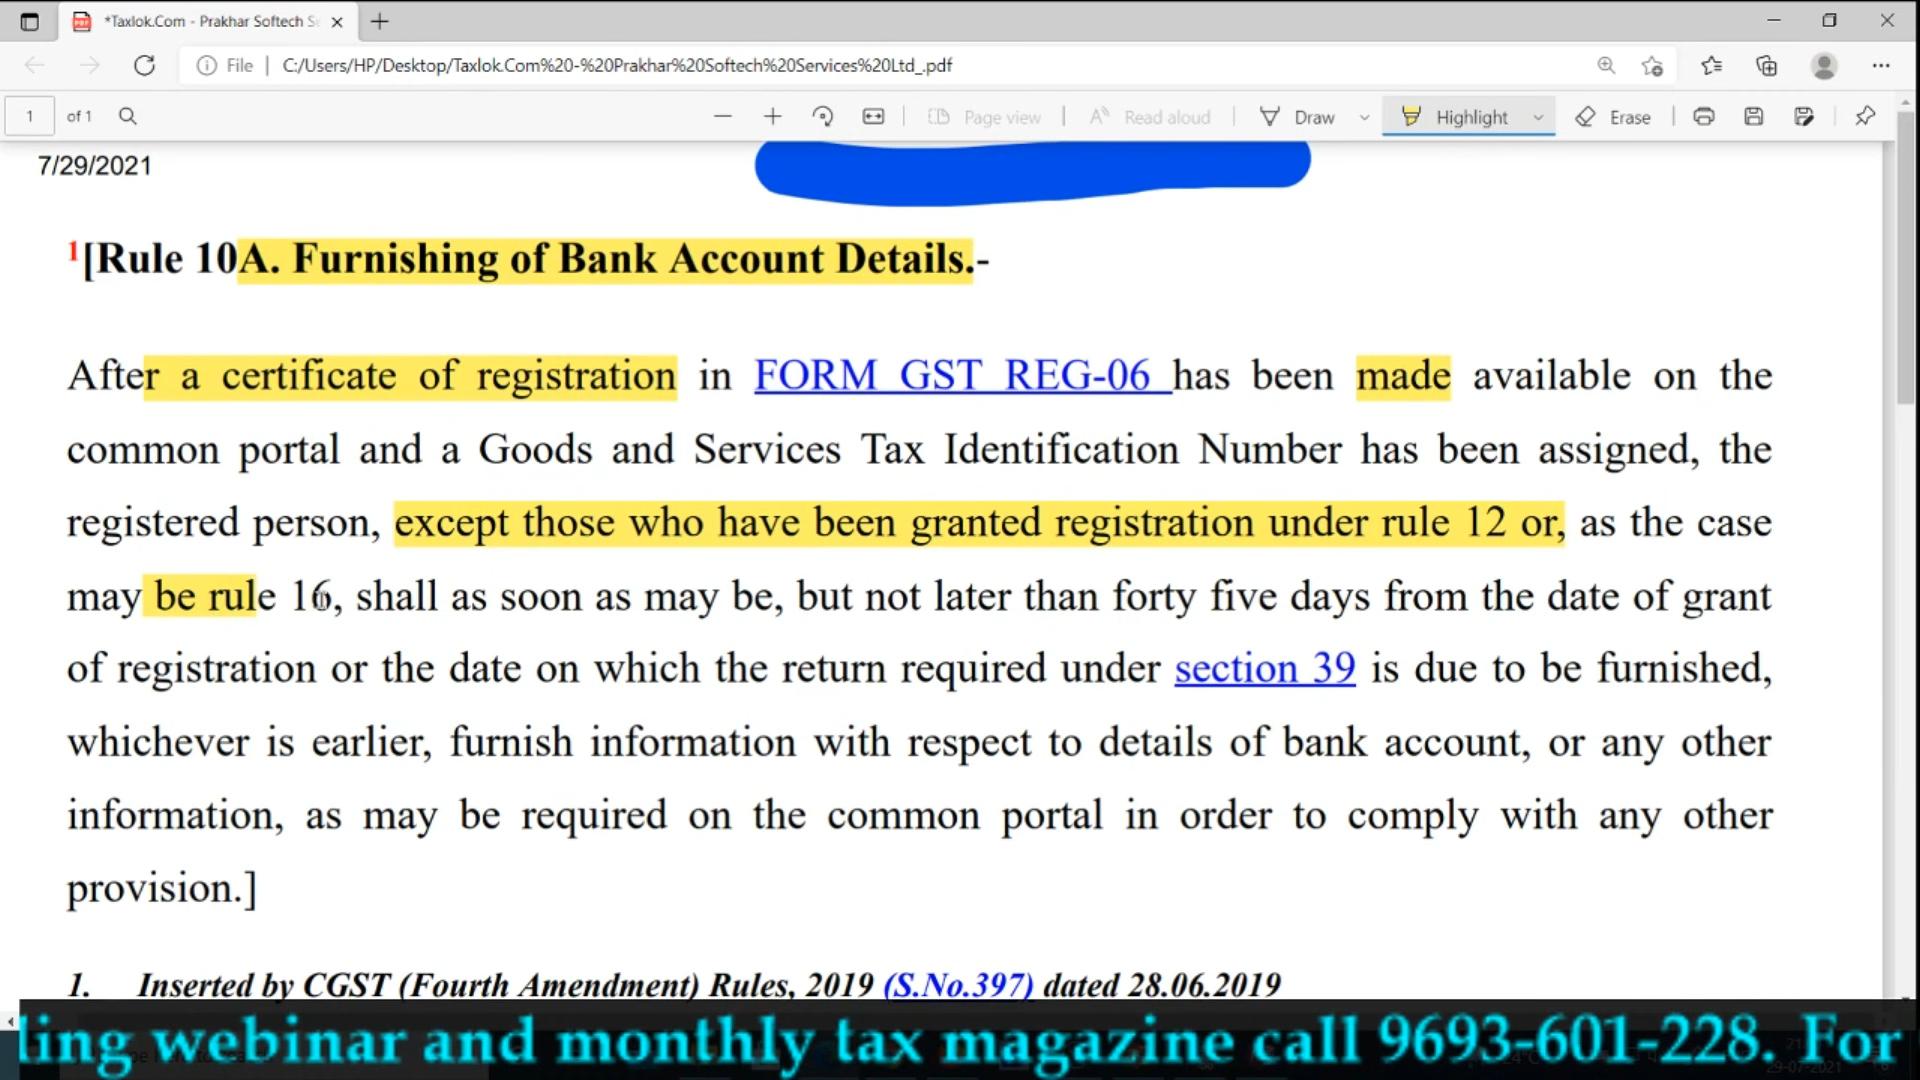 *Taxlok.Com - Prakhar Softech S
File
C:/Users/HP/Desktop/Taxlok.Com%20-%20Prakhar%20Softech%20Services%20Ltd_.pdf
1 of 1
Page view
Read aloud
Draw
Highlight
Erase
7/29/2021
1[Rule 10A. Furnishing of Bank Account Details.-
After a certificate of registration in FORM GST REG-06 has been made available on the
common portal and a Goods and Services Tax Identification Number has been assigned, the
registered person, except those who have been granted registration under rule 12 or, as the case
may be rule 16, shall as soon as may be, but not later than forty five days from the date of grant
of registration or the date on which the return required under section 39 is due to be furnished,
whichever is earlier, furnish information with respect to details of bank account, or any other
information, as may be required on the common portal in order to comply with any other
provision.]
1. Inserted by CGST (Fourth Amendment) Rules, 2019 (S.No.397) dated 28.06.2019
ling webinar and monthly tax magazine call 9693-601-228. For
29-07-2021